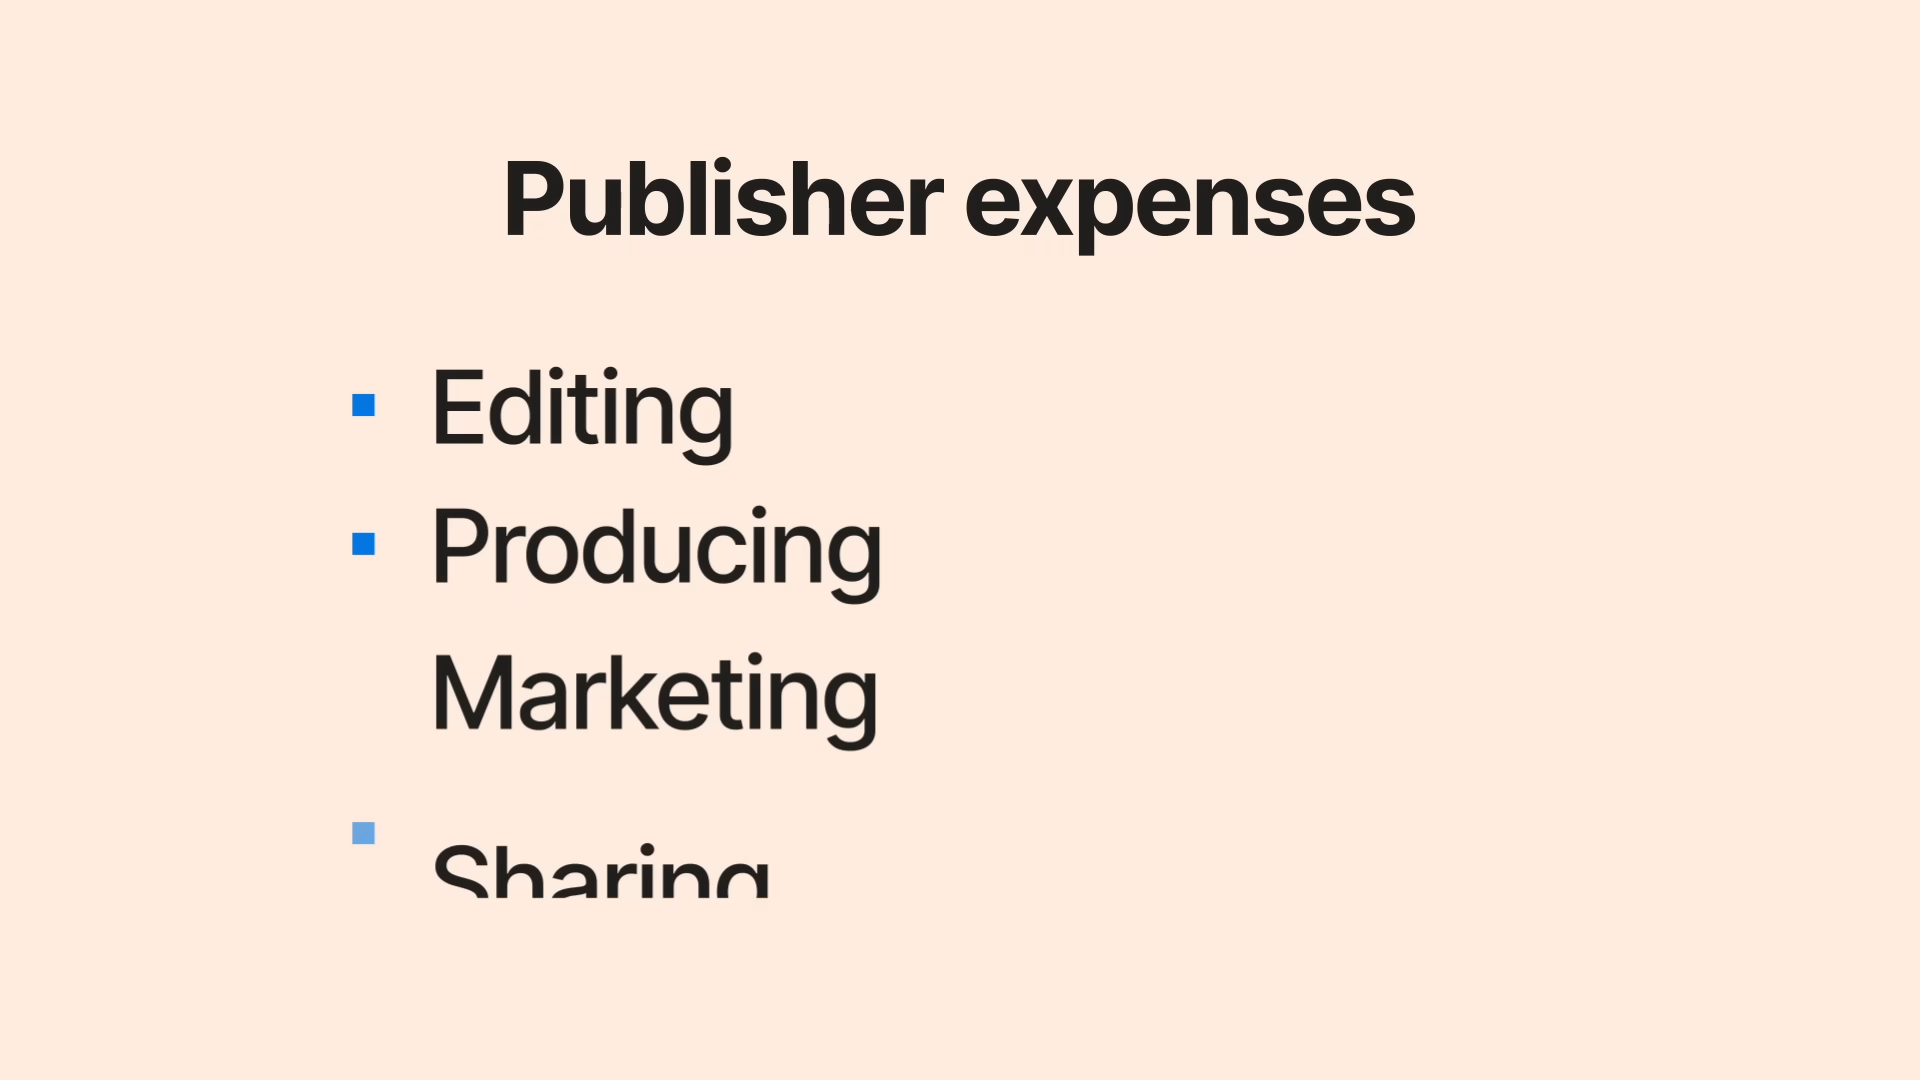 Publisher expenses
Editing
Producing
Marketing
Sharing